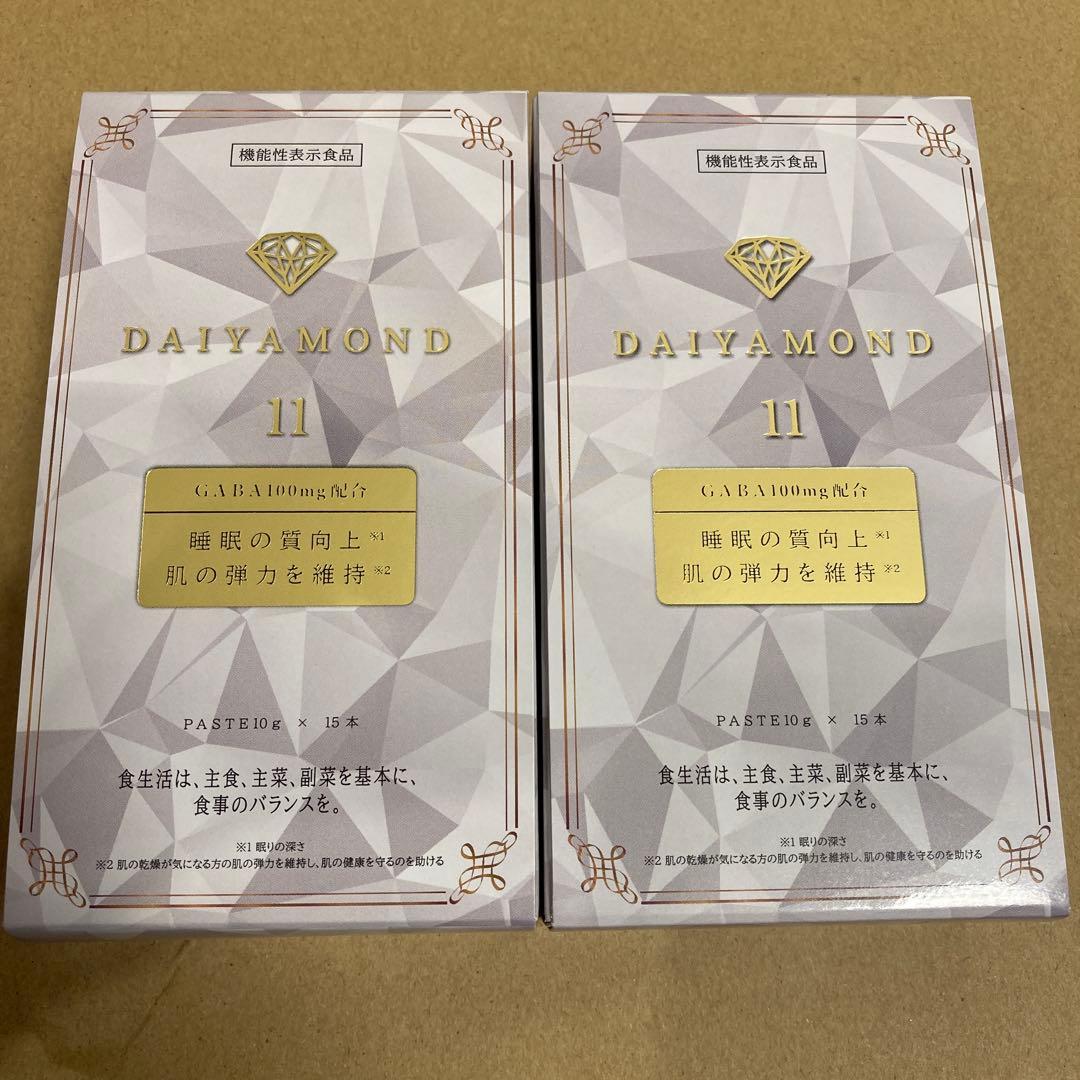 機能性表示食品
DAIYAMOND
11
GABA100mg配合
睡眠の質向上※1
肌の弾力を維持※2
PASTE10g × 15本
食生活は、主食、主菜、副菜を基本に、
食事のバランスを。
※1 眠りの深さ
※2 肌の乾燥が気になる方の肌の弾力を維持し、肌の健康を守るのを助ける
機能性表示食品
DAIYAMOND
11
GABA100mg配合
睡眠の質向上※1
肌の弾力を維持※2
PASTE10g × 15本
食生活は、主食、主菜、副菜を基本に、
食事のバランスを。
※1 眠りの深さ
※2 肌の乾燥が気になる方の肌の弾力を維持し、肌の健康を守るのを助ける